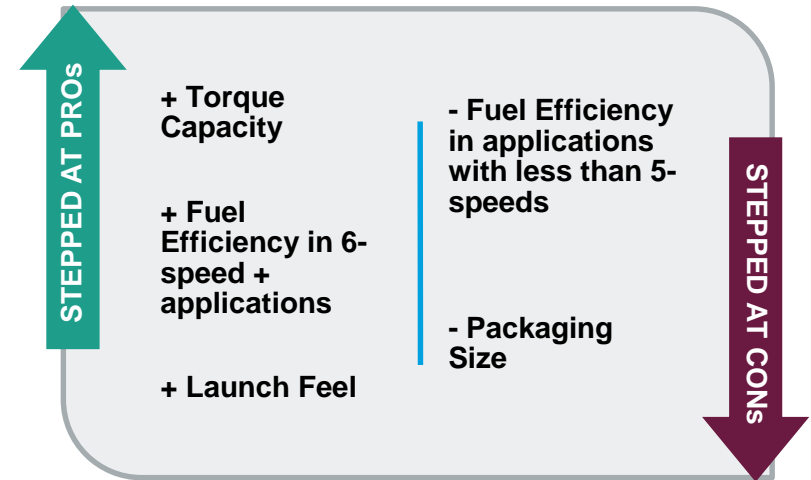 STEPPED AT PROs
+ Torque
Capacity
+ Fuel
Efficiency in 6-
speed +
applications
+ Launch Feel
- Fuel Efficiency
in applications
with less than 5-
speeds
- Packaging
Size
STEPPED AT CONs